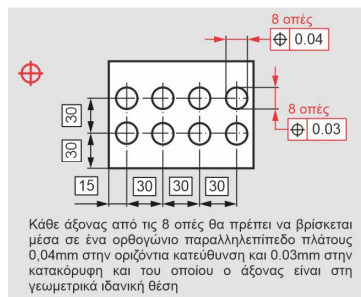 8 οπές
⌖ 0.04
8 οπές
⌖ 0.03
30
30
15
30
30
30
Κάθε άξονας από τις 8 οπές θα πρέπει να βρίσκεται
μέσα σε ένα ορθογώνιο παραλληλεπίπεδο πλάτους
0,04mm στην οριζόντια κατεύθυνση και 0.03mm στην
κατακόρυφη και του οποίου ο άξονας είναι στη
γεωμετρικά ιδανική θέση